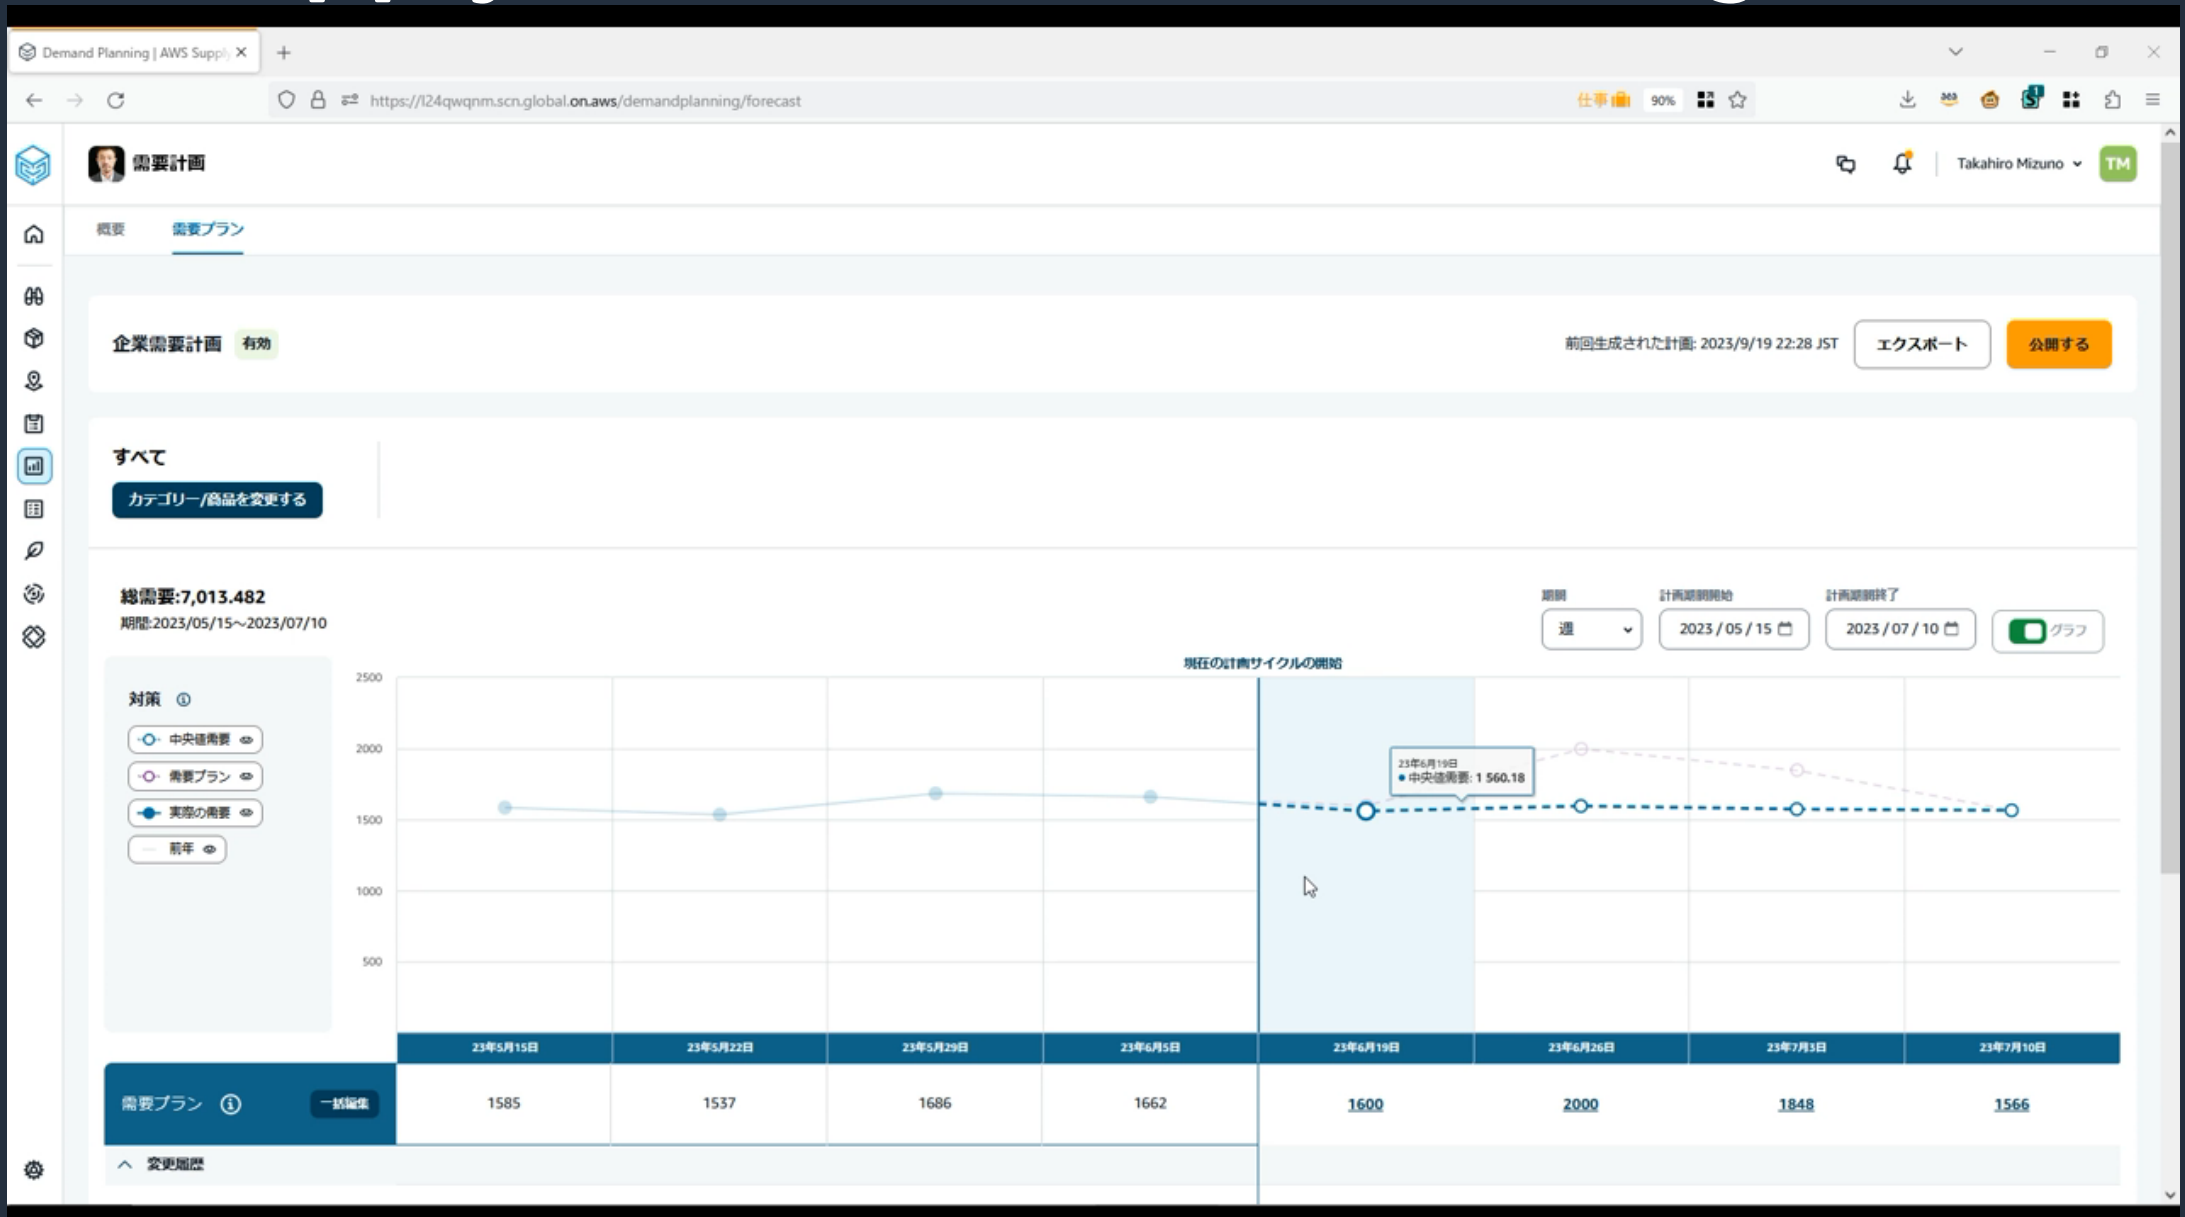 Demand Planning | AWS Supply
https://l24qwqnm.scn.global.on.aws/demandplanning/forecast
仕事
90%
需要計画
Takahiro Mizuno
TM
概要
需要プラン
企業需要計画
有効
前回生成された計画: 2023/9/19 22:28 JST
エクスポート
公開する
すべて
カテゴリー/商品を変更する
総需要:7,013.482
期間:2023/05/15～2023/07/10
期間
週
計画期間開始
2023 / 05 / 15
計画期間終了
2023 / 07 / 10
グラフ
現在の計画サイクルの開始
対策
中央値需要
需要プラン
実際の需要
前年
2500
2000
1500
1000
500
23年6月19日
中央値需要: 1 560.18
23年5月15日
23年5月22日
23年5月29日
23年6月5日
23年6月19日
23年6月26日
23年7月3日
23年7月10日
需要プラン
一括編集
1585
1537
1686
1662
1600
2000
1848
1566
変更履歴